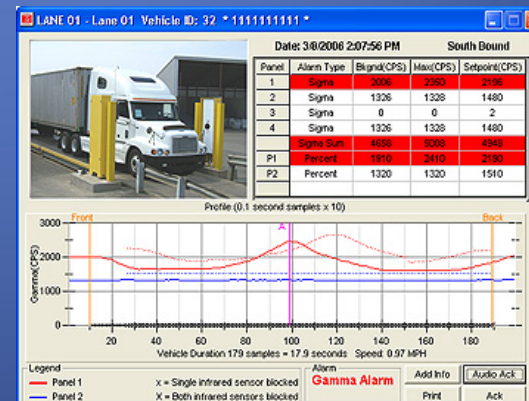 LANE 01 - Lane 01 Vehicle ID: 32 * 1111111111 *
Date: 3/8/2006 2:07:56 PM South Bound
Panel Alarm Type Bkgnd(CPS) Max(CPS) Setpoint(CPS)
1 Sigma 2006 2350 2196
2 Sigma 1326 1328 1480
3 Sigma 0 0 2
4 Sigma 1326 1328 1480
Sigma Sum 4658 5008 4948
P1 Percent 1910 2410 2190
P2 Percent 1320 1320 1510
Profile (0.1 second samples x 10)
Front Back
A
Gamma(CPS)
3000
2000
1000
0
20 40 60 80 100 120 140 160 180
Vehicle Duration 179 samples = 17.9 seconds Speed: 0.97 MPH
Legend
Panel 1 X = Single infrared sensor blocked
Panel 2 X = Both infrared sensors blocked
Alarm
Gamma Alarm
Add Info Audio Ack
Print Ack